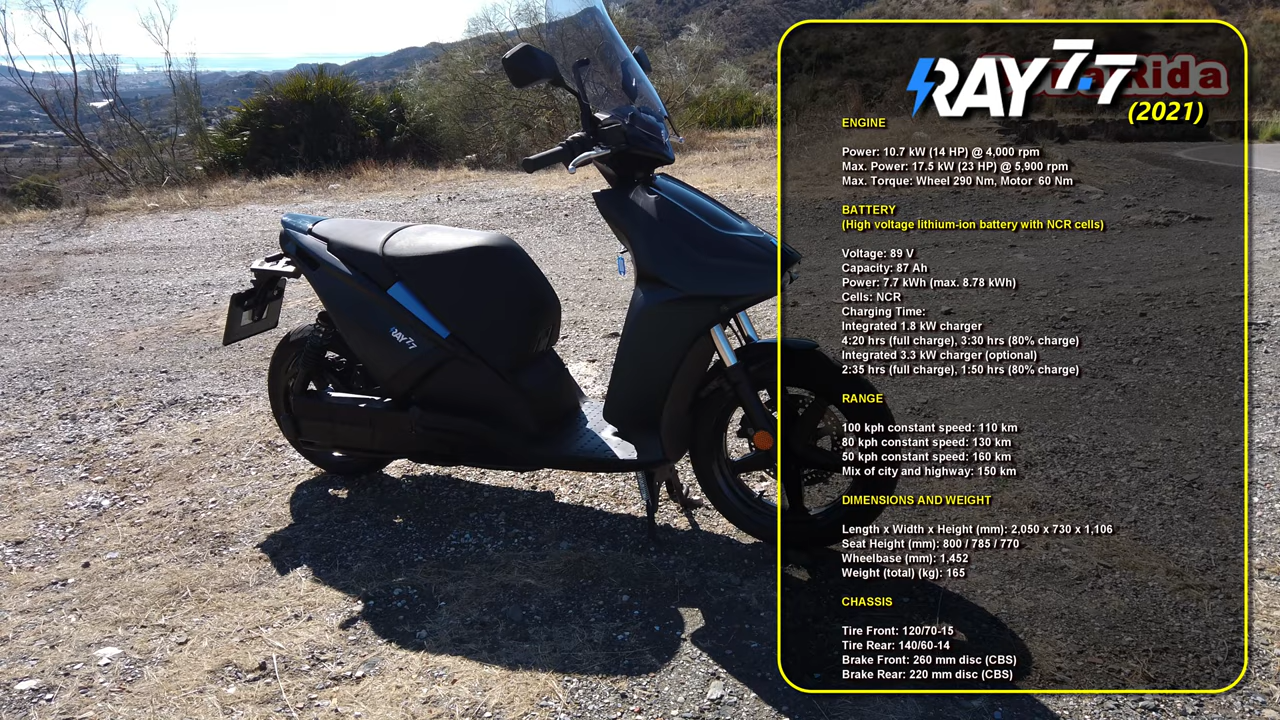 RAY 7.7
(2021)
ENGINE
Power: 10.7 kW (14 HP) @ 4,000 rpm
Max. Power: 17.5 kW (23 HP) @ 5,900 rpm
Max. Torque: Wheel 290 Nm, Motor 60 Nm
BATTERY
(High voltage lithium-ion battery with NCR cells)
Voltage: 89 V
Capacity: 87 Ah
Power: 7.7 kWh (max. 8.78 kWh)
Cells: NCR
Charging Time:
Integrated 1.8 kW charger
4:20 hrs (full charge), 3:30 hrs (80% charge)
Integrated 3.3 kW charger (optional)
2:35 hrs (full charge), 1:50 hrs (80% charge)
RANGE
100 kph constant speed: 110 km
80 kph constant speed: 130 km
50 kph constant speed: 160 km
Mix of city and highway: 150 km
DIMENSIONS AND WEIGHT
Length x Width x Height (mm): 2,050 x 730 x 1,106
Seat Height (mm): 800 / 785 / 770
Wheelbase (mm): 1,452
Weight (total) (kg): 165
CHASSIS
Tire Front: 120/70-15
Tire Rear: 140/60-14
Brake Front: 260 mm disc (CBS)
Brake Rear: 220 mm disc (CBS)
RAY 7.7
Rida